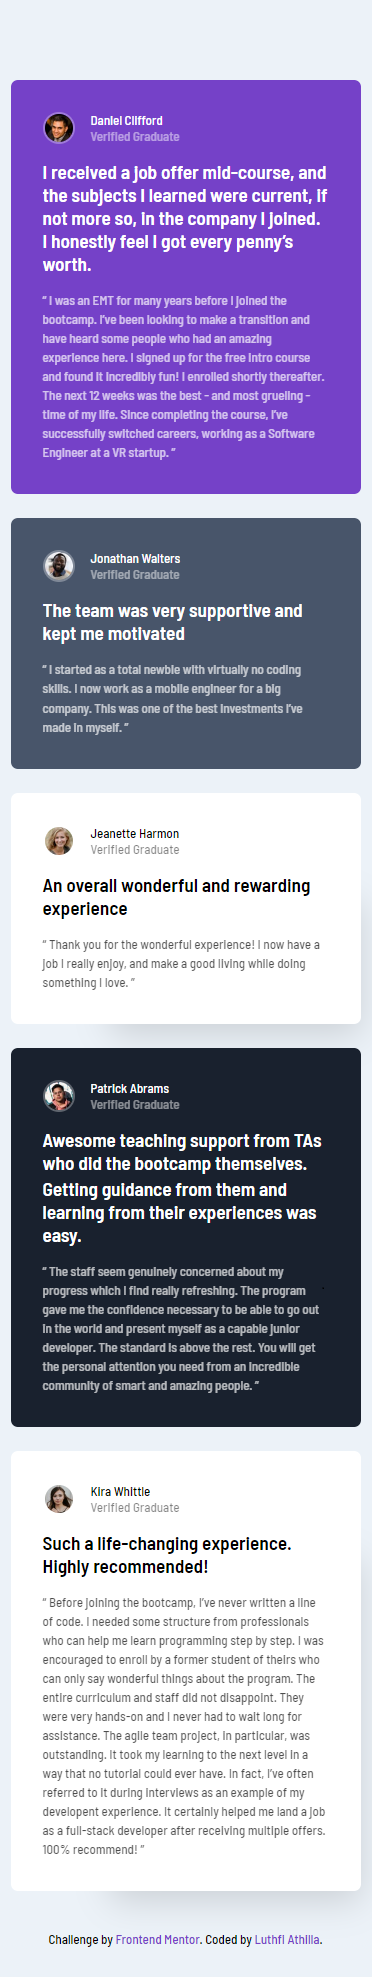 Daniel Clifford
Verified Graduate
I received a job offer mid-course, and
the subjects I learned were current, if
not more so, in the company I joined.
I honestly feel I got every penny’s
worth.
“ I was an EMT for many years before I joined the
bootcamp. I’ve been looking to make a transition and
have heard some people who had an amazing
experience here. I signed up for the free intro course
and found it incredibly fun! I enrolled shortly thereafter.
The next 12 weeks was the best - and most grueling -
time of my life. Since completing the course, I’ve
successfully switched careers, working as a Software
Engineer at a VR startup. ”
Jonathan Walters
Verified Graduate
The team was very supportive and
kept me motivated
“ I started as a total newbie with virtually no coding
skills. I now work as a mobile engineer for a big
company. This was one of the best investments I’ve
made in myself. ”
Jeanette Harmon
Verified Graduate
An overall wonderful and rewarding
experience
“ Thank you for the wonderful experience! I now have a
job I really enjoy, and make a good living while doing
something I love. ”
Patrick Abrams
Verified Graduate
Awesome teaching support from TAs
who did the bootcamp themselves.
Getting guidance from them and
learning from their experiences was
easy.
“ The staff seem genuinely concerned about my
progress which I find really refreshing. The program
gave me the confidence necessary to be able to go out
in the world and present myself as a capable junior
developer. The standard is above the rest. You will get
the personal attention you need from an incredible
community of smart and amazing people. ”
Kira Whittle
Verified Graduate
Such a life-changing experience.
Highly recommended!
“ Before joining the bootcamp, I’ve never written a line
of code. I needed some structure from professionals
who can help me learn programming step by step. I was
encouraged to enroll by a former student of theirs who
can only say wonderful things about the program. The
entire curriculum and staff did not disappoint. They
were very hands-on and I never had to wait long for
assistance. The agile team project, in particular, was
outstanding. It took my learning to the next level in a
way that no tutorial could ever have. In fact, I’ve often
referred to it during interviews as an example of my
developent experience. It certainly helped me land a job
as a full-stack developer after receiving multiple offers.
100% recommend! ”
Challenge by Frontend Mentor. Coded by Luthfi Athilla.